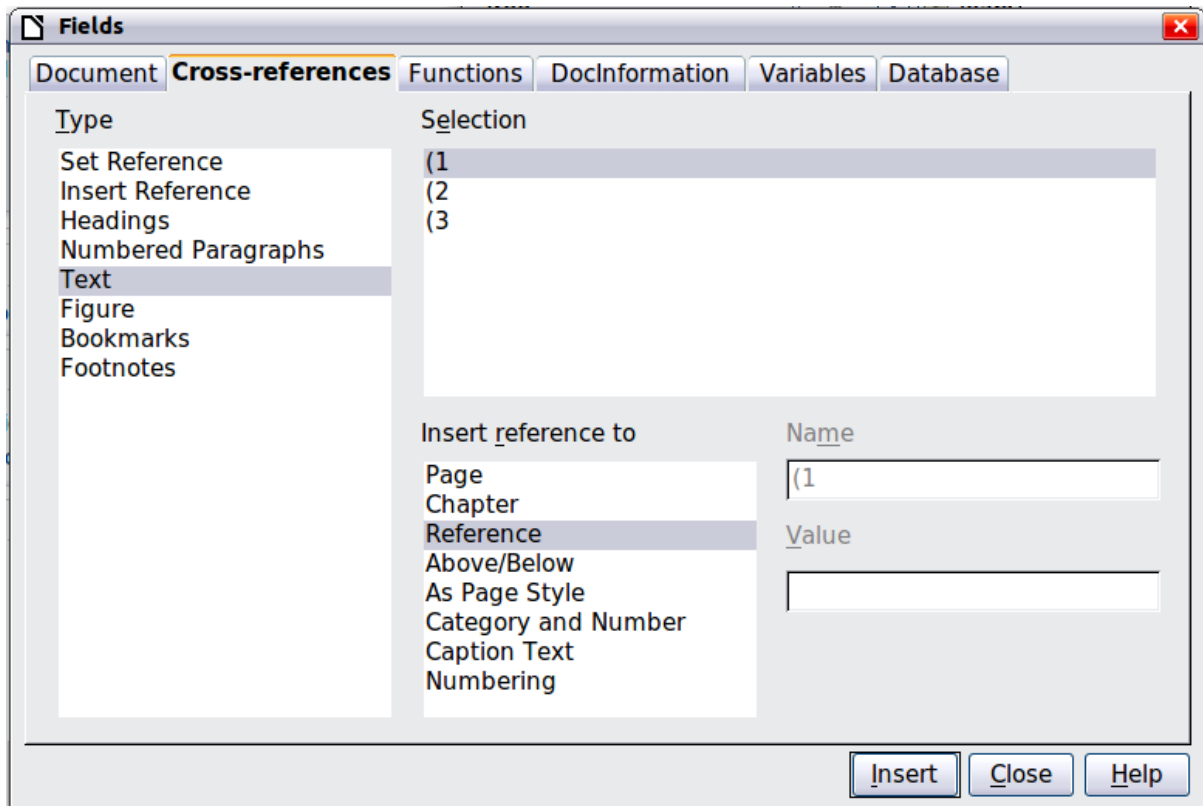 Fields
Document Cross-references Functions DocInformation Variables Database
Type
Set Reference
Insert Reference
Headings
Numbered Paragraphs
Text
Figure
Bookmarks
Footnotes
Selection
(1
(2
(3
Insert reference to
Page
Chapter
Reference
Above/Below
As Page Style
Category and Number
Caption Text
Numbering
Name
(1
Value
Insert Close Help